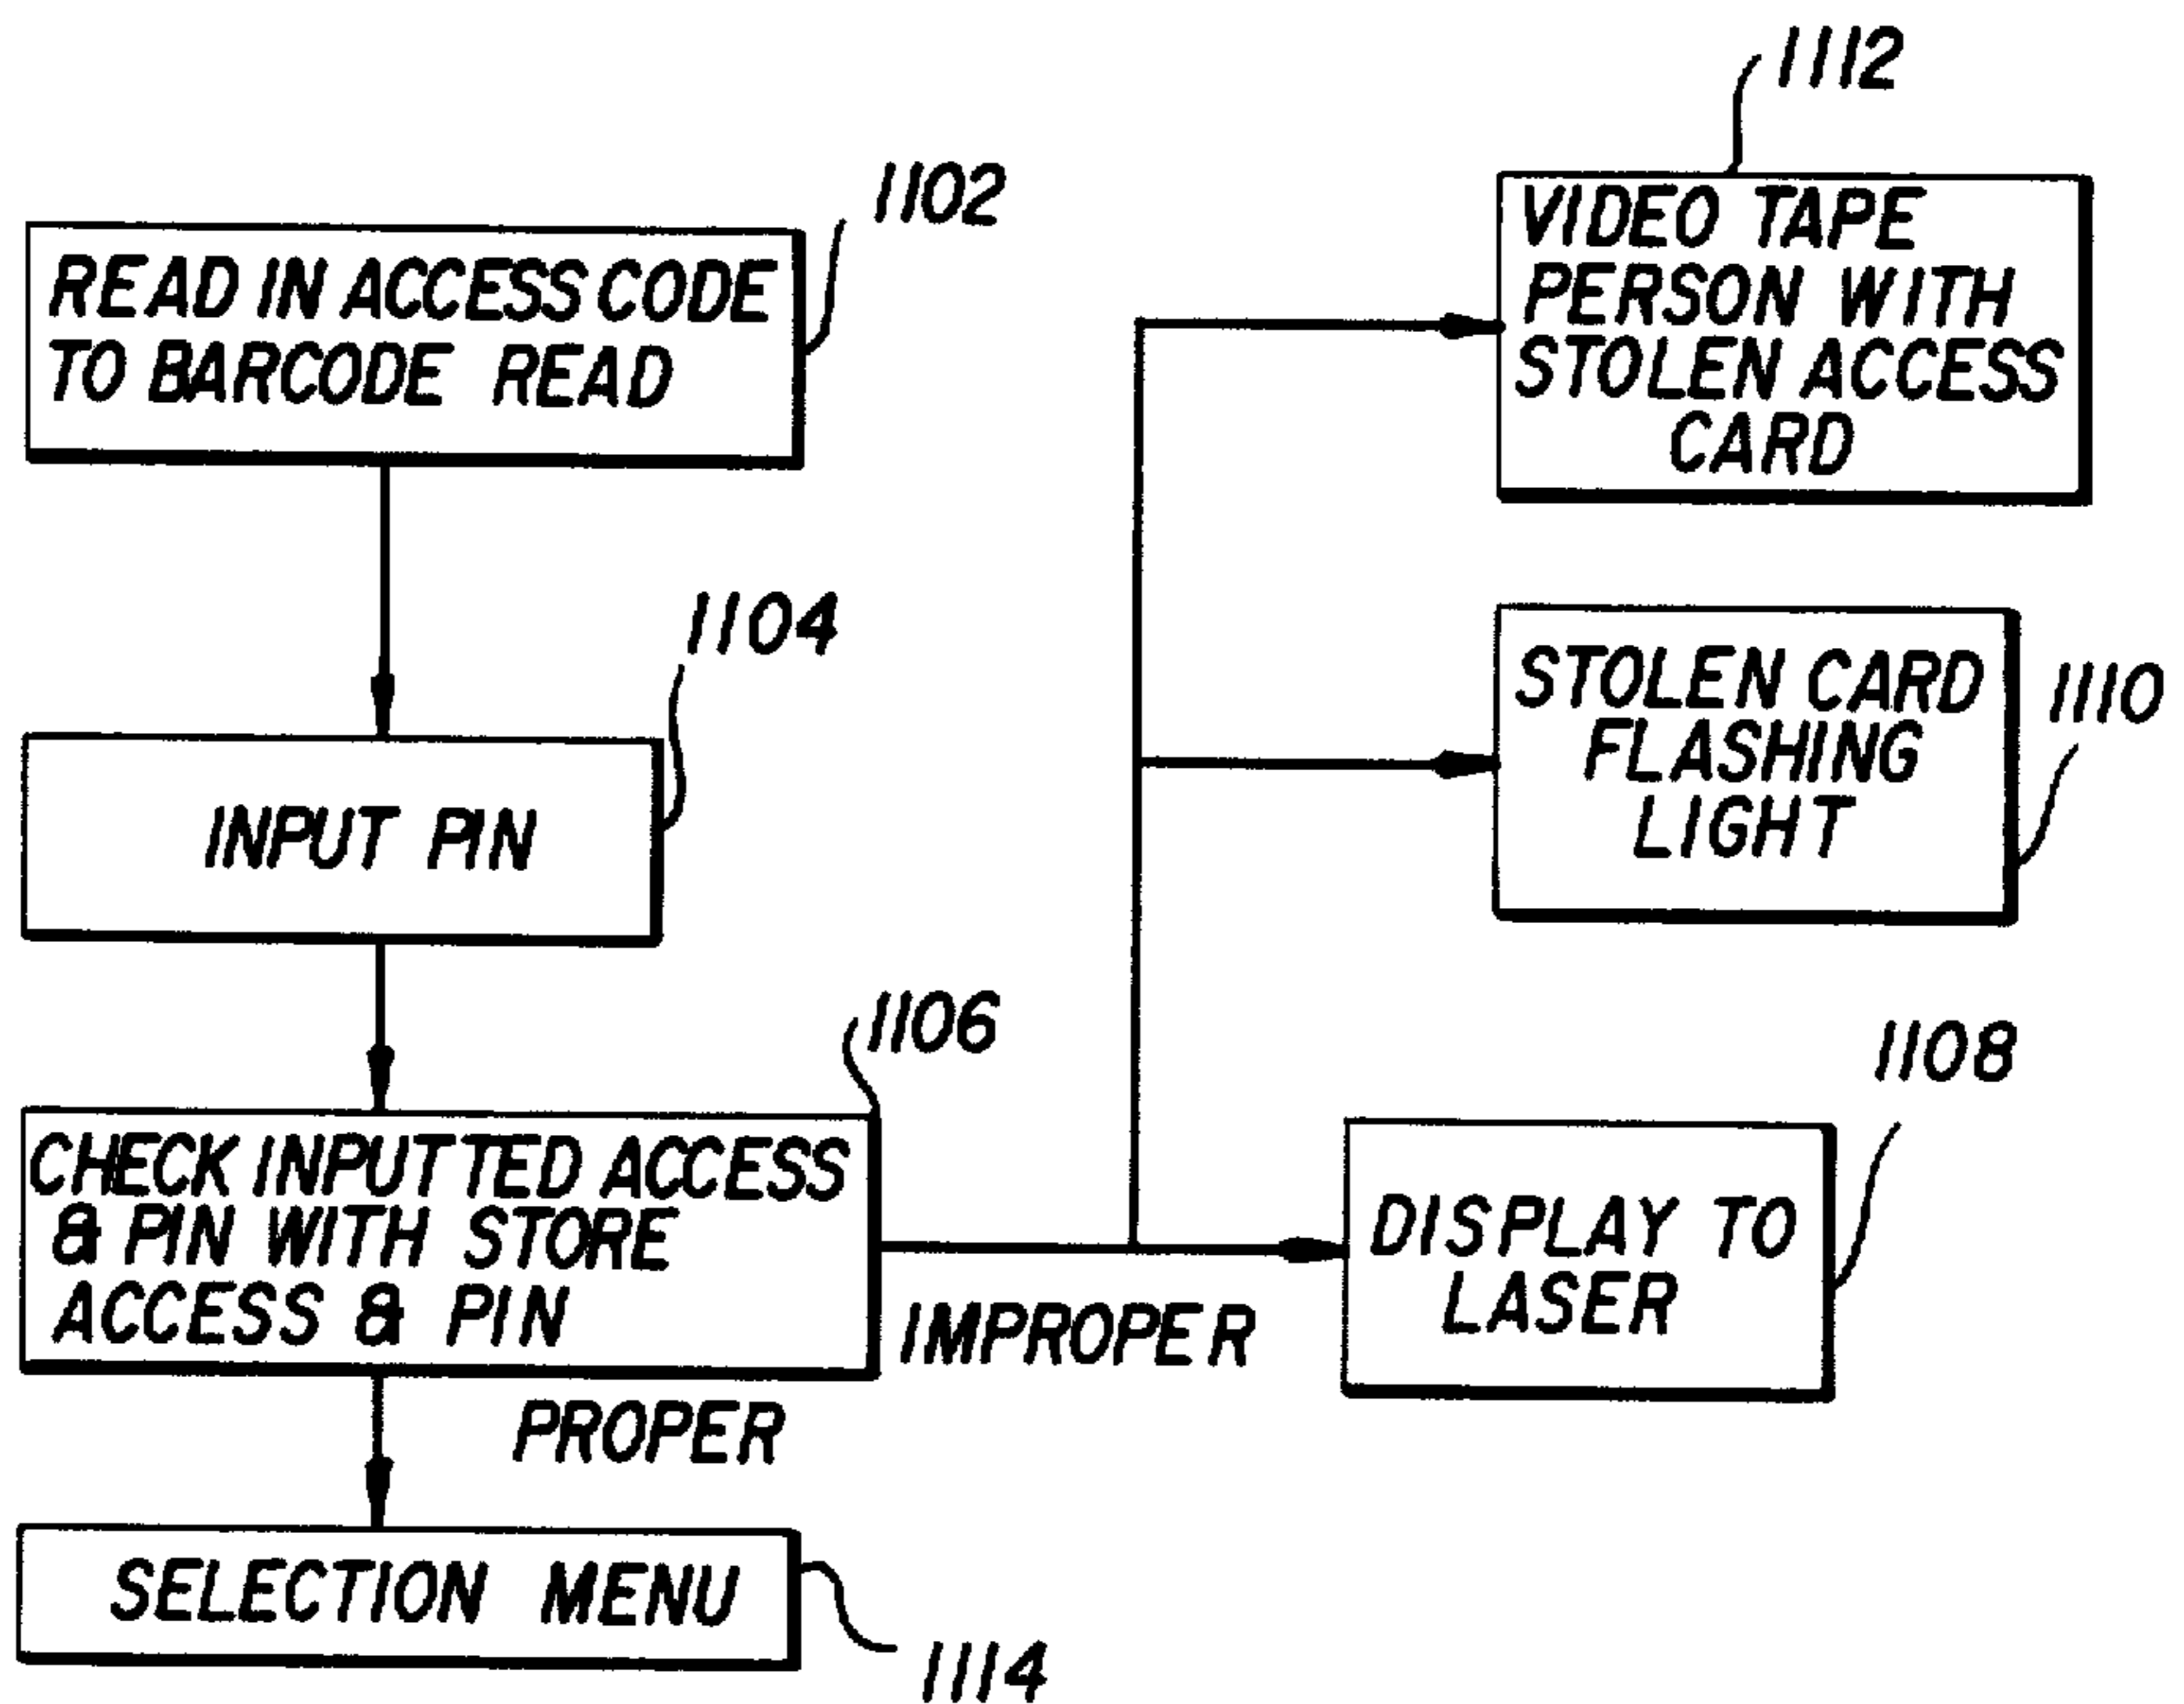 1102
READ IN ACCESS CODE
TO BARCODE READ
1104
INPUT PIN
1106
CHECK INPUTTED ACCESS
& PIN WITH STORE
ACCESS & PIN
IMPROPER
PROPER
SELECTION MENU
1114
1112
VIDEO TAPE
PERSON WITH
STOLEN ACCESS
CARD
STOLEN CARD
FLASHING
LIGHT
1110
1108
DISPLAY TO
LASER